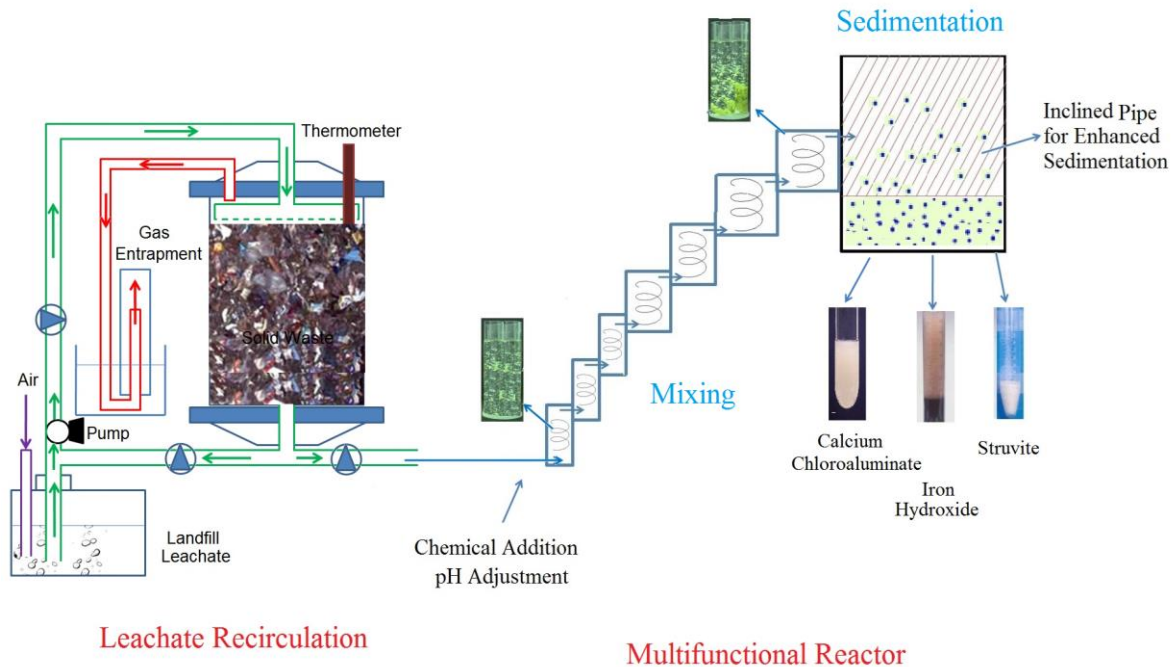 Sedimentation
Thermometer
Inclined Pipe
for Enhanced
Sedimentation
Gas
Entrapment
Solid Waste
Air
Pump
Mixing
Landfill
Leachate
Calcium
Chloroaluminate
Iron
Hydroxide
Struvite
Chemical Addition
pH Adjustment
Leachate Recirculation
Multifunctional Reactor